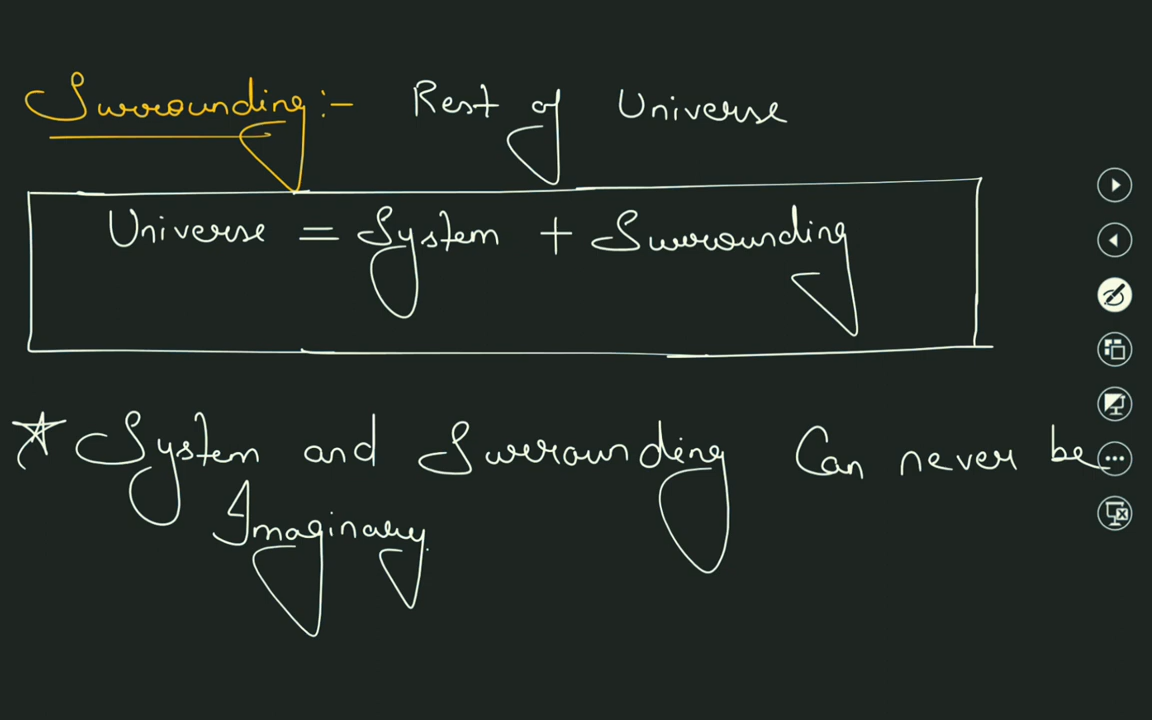 Surrounding:- Rest of Universe
Universe = System + Surrounding
★ System and Surrounding Can never be
Imaginary.